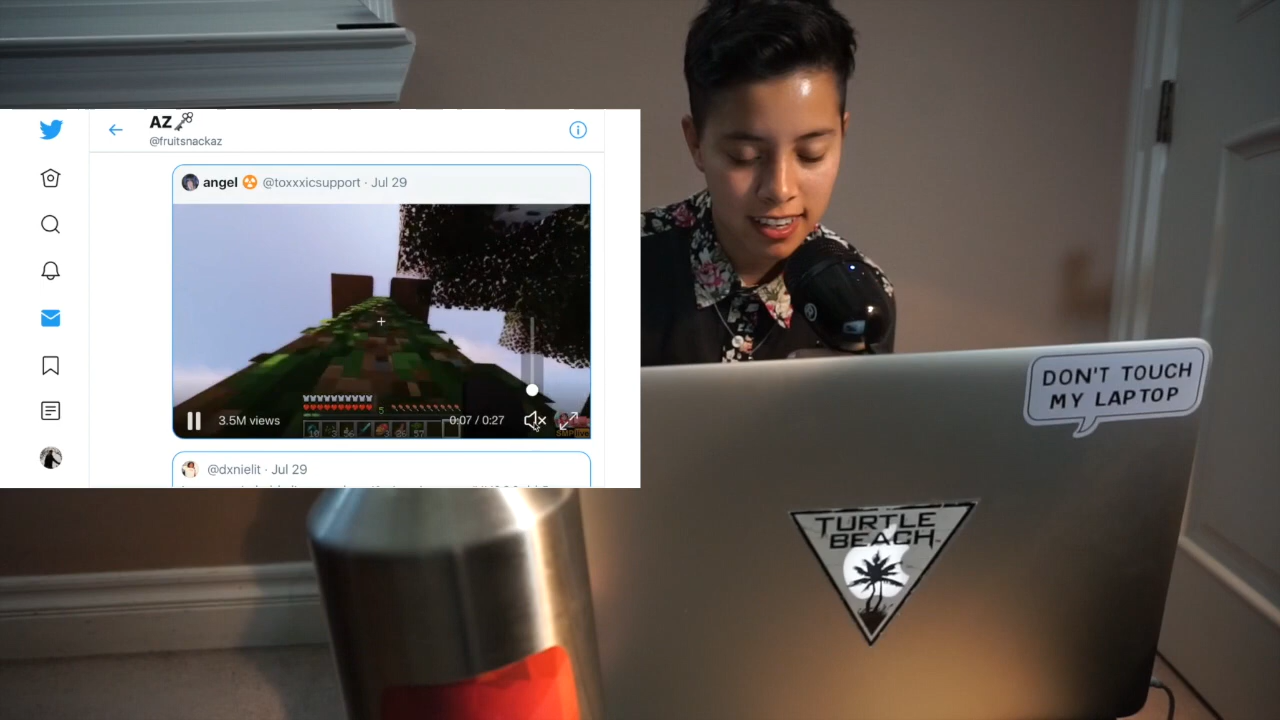 AZ
@fruitsnackaz
angel @toxxxicsupport · Jul 29
5
3.5M views
0:07 / 0:27
@dxnielit · Jul 29
DON'T TOUCH
MY LAPTOP
TURTLE
BEACH